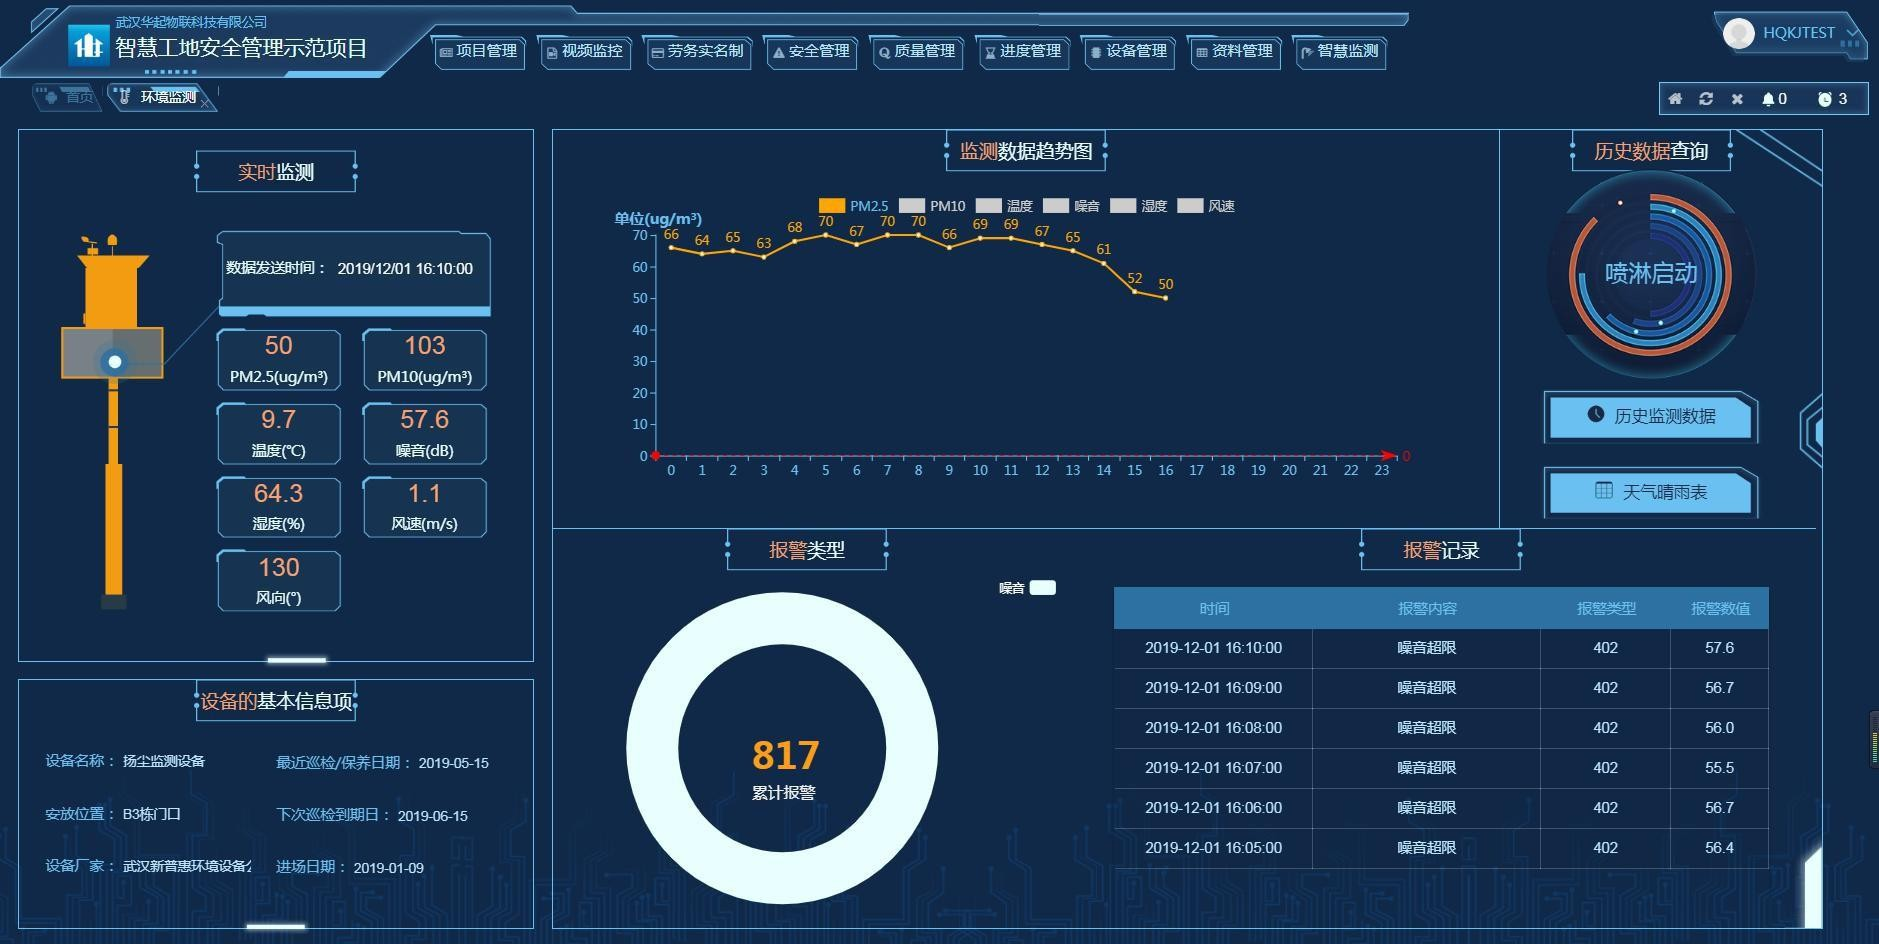 武汉华起物联科技有限公司
智慧工地安全管理示范项目
项目管理 视频监控 劳务实名制 安全管理 质量管理 进度管理 设备管理 资料管理 智慧监测
HQKJTEST
首页 环境监测
0 3
实时监测
数据发送时间： 2019/12/01 16:10:00
50 103
PM2.5(ug/m³) PM10(ug/m³)
9.7 57.6
温度(℃) 噪音(dB)
64.3 1.1
湿度(%) 风速(m/s)
130
风向(°)
设备的基本信息项
设备名称： 扬尘监测设备 最近巡检/保养日期： 2019-05-15
安放位置： B3栋门口 下次巡检到期日： 2019-06-15
设备厂家： 武汉新普惠环境设备 进场日期： 2019-01-09
监测数据趋势图
PM2.5 PM10 温度 噪音 湿度 风速
单位(ug/m³)
66 64 65 63 68 70 67 70 70 66 69 69 67 65 61 52 50
70
60
50
40
30
20
10
0 0
0 1 2 3 4 5 6 7 8 9 10 11 12 13 14 15 16 17 18 19 20 21 22 23
历史数据查询
喷淋启动
历史监测数据
天气晴雨表
报警类型
噪音
817
累计报警
报警记录
时间 报警内容 报警类型 报警数值
2019-12-01 16:10:00 噪音超限 402 57.6
2019-12-01 16:09:00 噪音超限 402 56.7
2019-12-01 16:08:00 噪音超限 402 56.0
2019-12-01 16:07:00 噪音超限 402 55.5
2019-12-01 16:06:00 噪音超限 402 56.7
2019-12-01 16:05:00 噪音超限 402 56.4